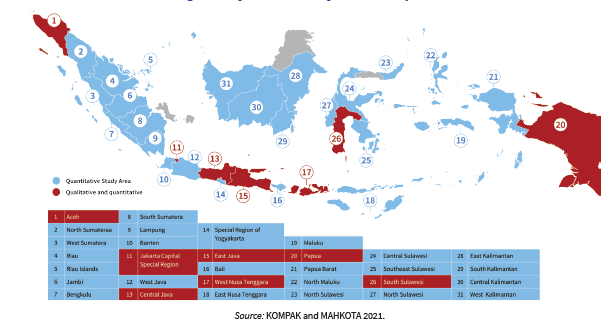 1
2
5
4
3
6
8
7
9
11
12
10
13
14
15
16
17
18
31
28
30
29
23
22
24
27
26
25
21
19
20
Quantitative Study Area
Qualitative and quantitative
1 Aceh
2 North Sumateraa
3 West Sumatera
4 Riau
5 Riau Islands
6 Jambi
7 Bengkulu
8 South Sumatera
9 Lampung
10 Banten
11 Jakarta Capital
Special Region
12 West Java
13 Central Java
14 Special Region of
Yogyakarta
15 East Java
16 Bali
17 West Nusa Tenggara
18 East Nusa Tenggara
19 Maluku
20 Papua
21 Papua Barat
22 North Maluku
23 North Sulawesi
24 Central Sulawesi
25 Southeast Sulawesi
26 South Sulawesi
27 North Sulawesi
28 East Kalimantan
29 South Kalimantan
30 Central Kalimantan
31 West Kalimantan
Source: KOMPAK and MAHKOTA 2021.